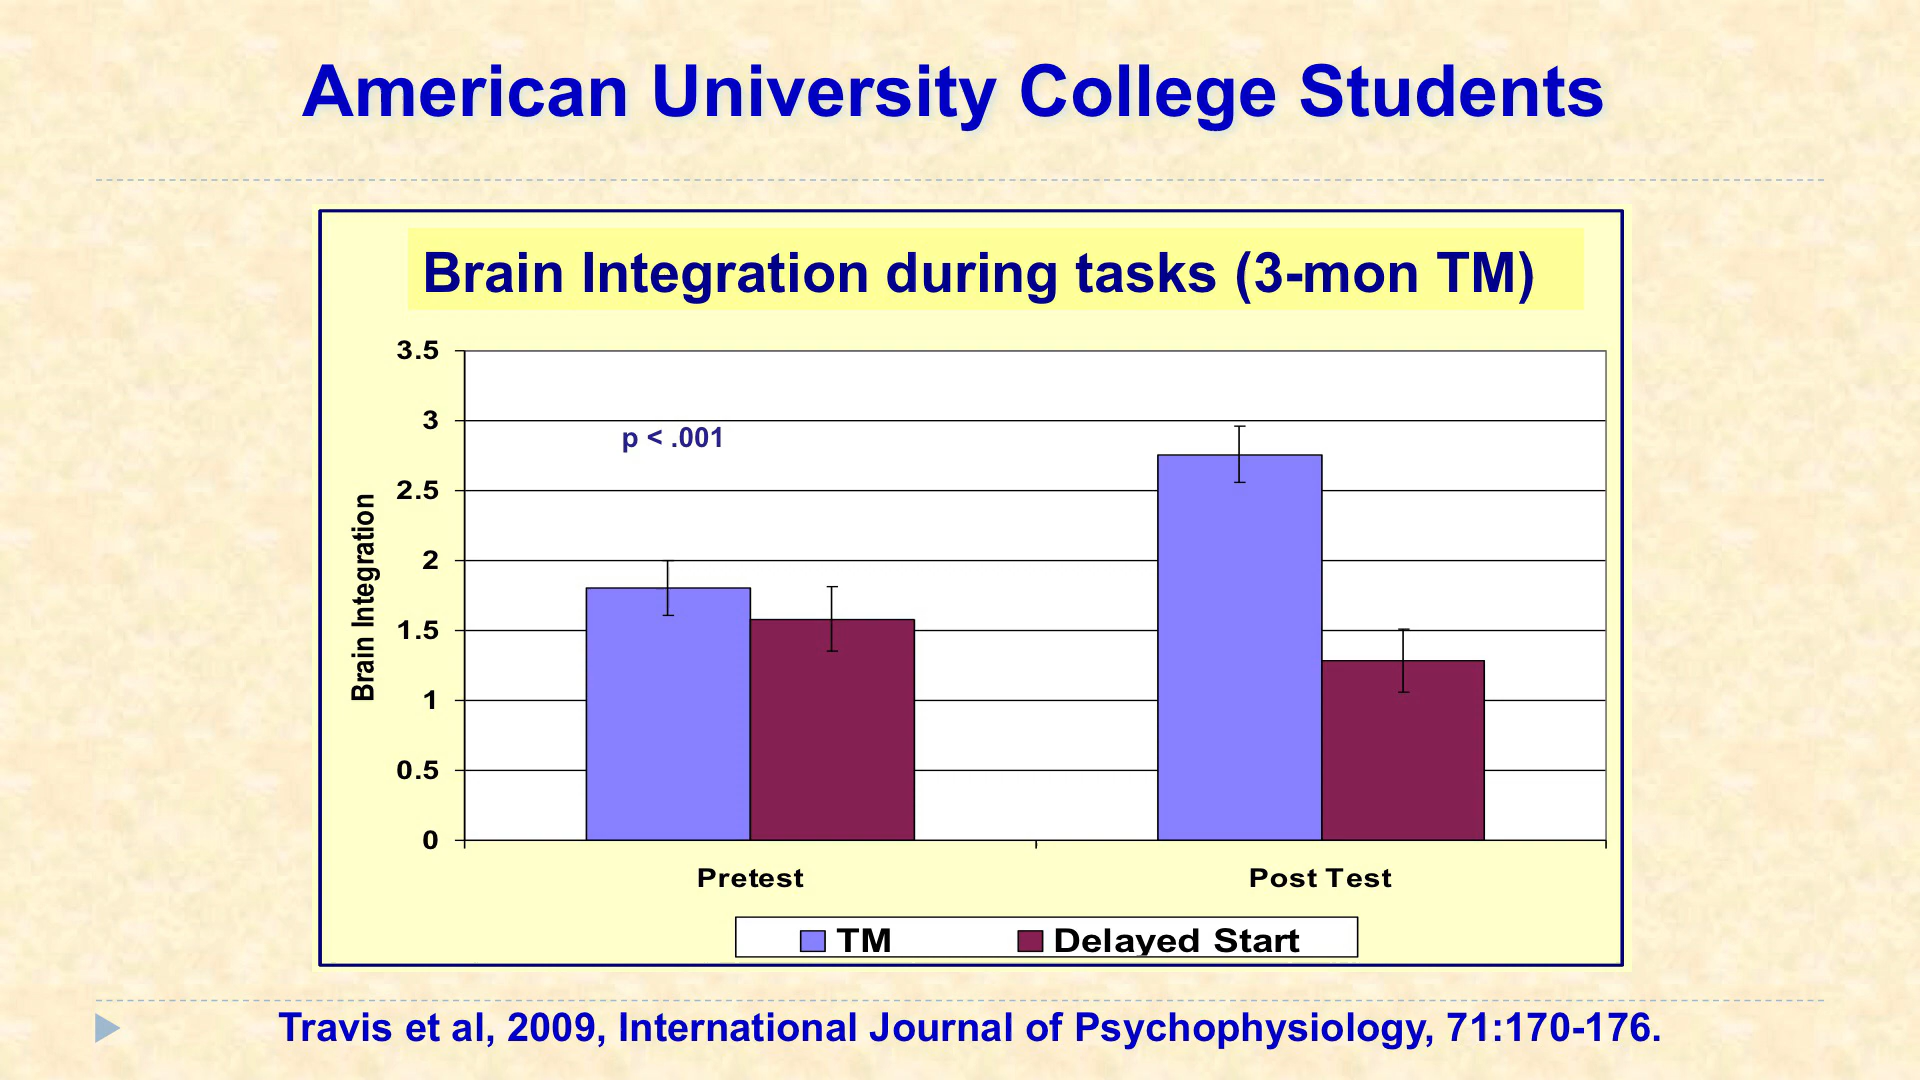 American University College Students
Brain Integration during tasks (3-mon TM)
3.5
3
p < .001
2.5
2
1.5
1
0.5
0
Brain Integration
Pretest
Post Test
TM
Delayed Start
Travis et al, 2009, International Journal of Psychophysiology, 71:170-176.